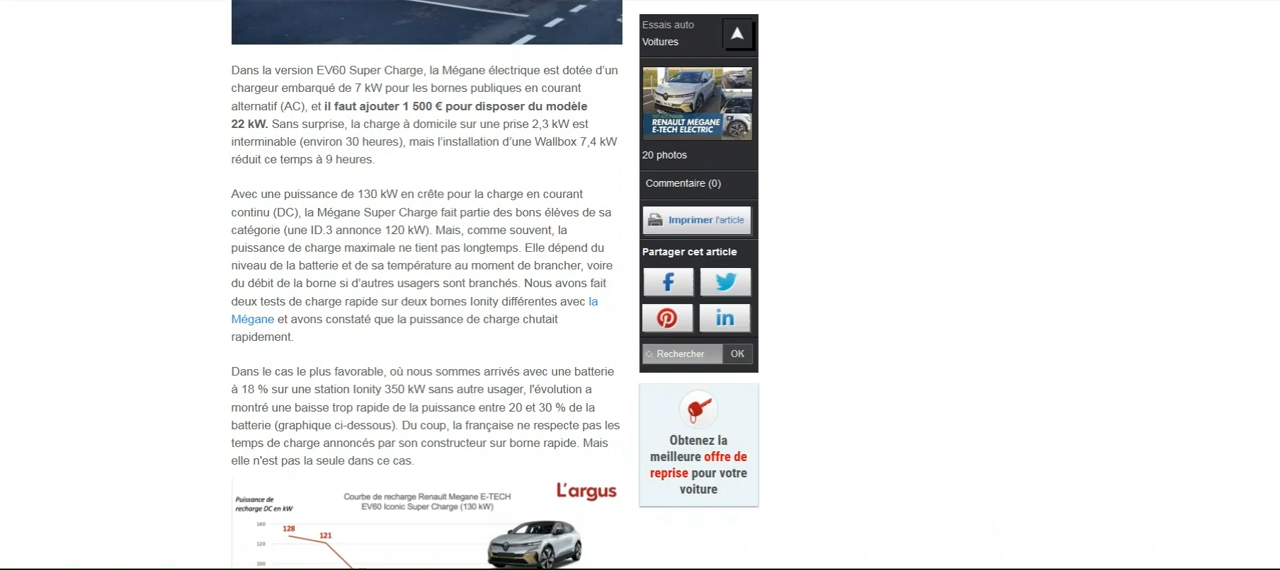 Dans la version EV60 Super Charge, la Mégane électrique est dotée d'un
chargeur embarqué de 7 kW pour les bornes publiques en courant
alternatif (AC), et il faut ajouter 1 500 € pour disposer du modèle
22 kW. Sans surprise, la charge à domicile sur une prise 2,3 kW est
interminable (environ 30 heures), mais l'installation d'une Wallbox 7,4 kW
réduit ce temps à 9 heures.
Avec une puissance de 130 kW en crête pour la charge en courant
continu (DC), la Mégane Super Charge fait partie des bons élèves de sa
catégorie (une ID.3 annonce 120 kW). Mais, comme souvent, la
puissance de charge maximale ne tient pas longtemps. Elle dépend du
niveau de la batterie et de sa température au moment de brancher, voire
du débit de la borne si d'autres usagers sont branchés. Nous avons fait
deux tests de charge rapide sur deux bornes Ionity différentes avec la
Mégane et avons constaté que la puissance de charge chutait
rapidement.
Dans le cas le plus favorable, où nous sommes arrivés avec une batterie
à 18 % sur une station Ionity 350 kW sans autre usager, l'évolution a
montré une baisse trop rapide de la puissance entre 20 et 30 % de la
batterie (graphique ci-dessous). Du coup, la française ne respecte pas les
temps de charge annoncés par son constructeur sur borne rapide. Mais
elle n'est pas la seule dans ce cas.
Puissance de
recharge DC en kW
Courbe de recharge Renault Megane E-TECH
EV60 Iconic Super Charge (130 kW)
L'argus
140
128
121
120
Essais auto
Voitures
RENAULT MEGANE
E-TECH ELECTRIC
20 photos
Commentaire (0)
Imprimer l'article
Partager cet article
Rechercher
OK
Obtenez la
meilleure offre de
reprise pour votre
voiture